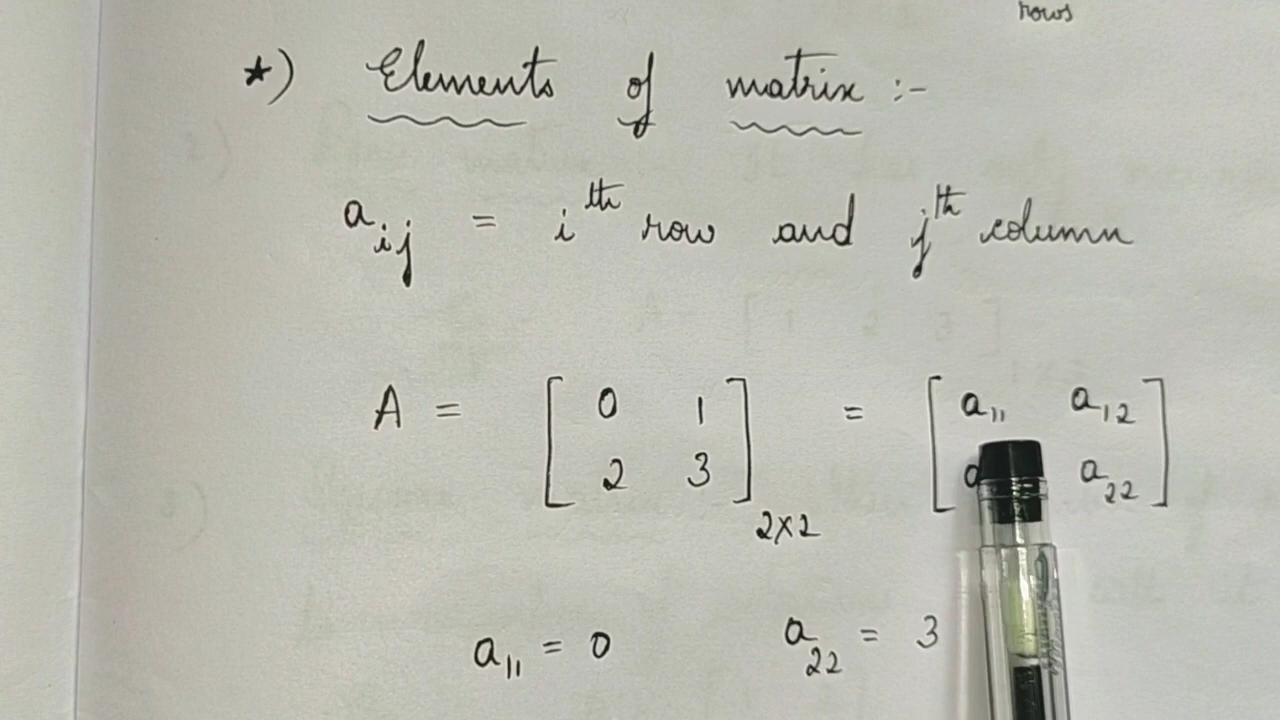 rows
★) Elements of matrix :-
a_ij = i^th row and j^th column
A = [ 0 1 = [ a_11 a_12
2 3 ]_2×2 a a_22 ]
a_11 = 0 a_22 = 3